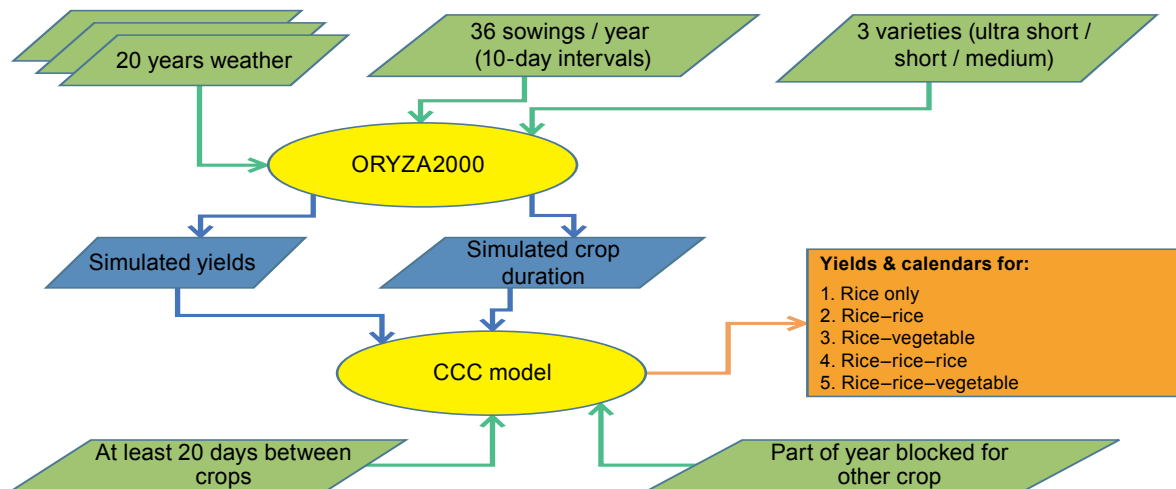 20 years weather
36 sowings / year
(10-day intervals)
3 varieties (ultra short /
short / medium)
ORYZA2000
Simulated yields
Simulated crop
duration
Yields & calendars for:
1. Rice only
2. Rice–rice
3. Rice–vegetable
4. Rice–rice–rice
5. Rice–rice–vegetable
CCC model
At least 20 days between
crops
Part of year blocked for
other crop